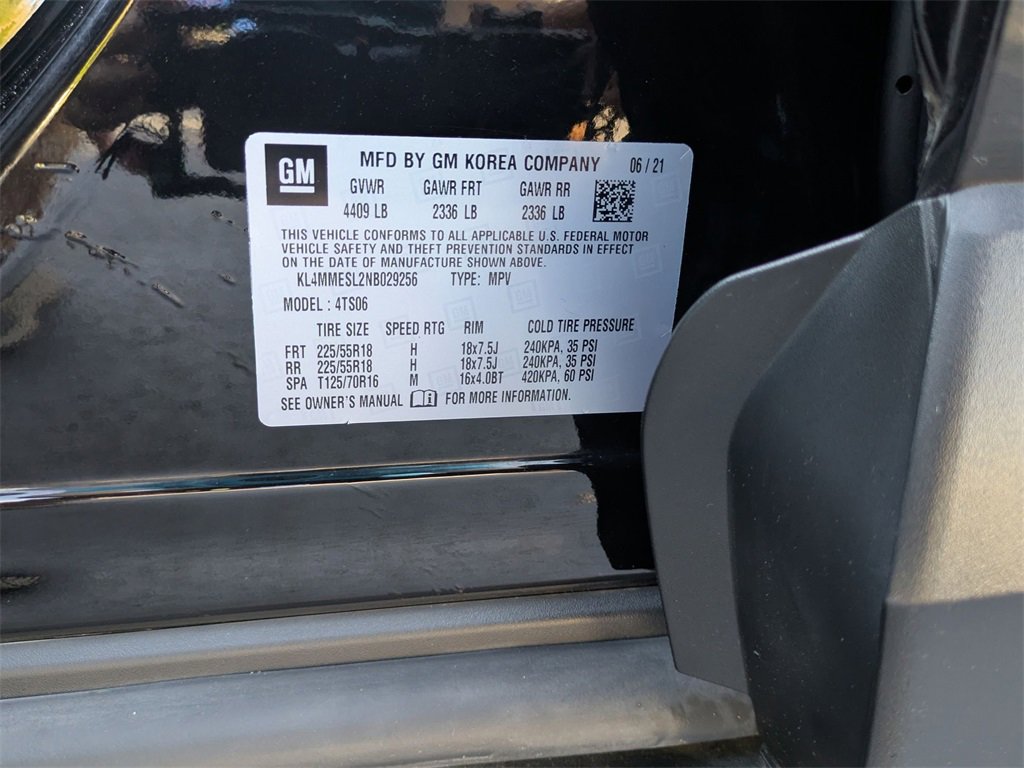 GM MFD BY GM KOREA COMPANY 06 / 21
GVWR GAWR FRT GAWR RR
4409 LB 2336 LB 2336 LB
THIS VEHICLE CONFORMS TO ALL APPLICABLE U.S. FEDERAL MOTOR
VEHICLE SAFETY AND THEFT PREVENTION STANDARDS IN EFFECT
ON THE DATE OF MANUFACTURE SHOWN ABOVE.
KL4MMESL2NB029256 TYPE: MPV
MODEL : 4TS06
TIRE SIZE SPEED RTG RIM COLD TIRE PRESSURE
FRT 225/55R18 H 18x7.5J 240KPA, 35 PSI
RR 225/55R18 H 18x7.5J 240KPA, 35 PSI
SPA T125/70R16 M 16x4.0BT 420KPA, 60 PSI
SEE OWNER'S MANUAL FOR MORE INFORMATION.